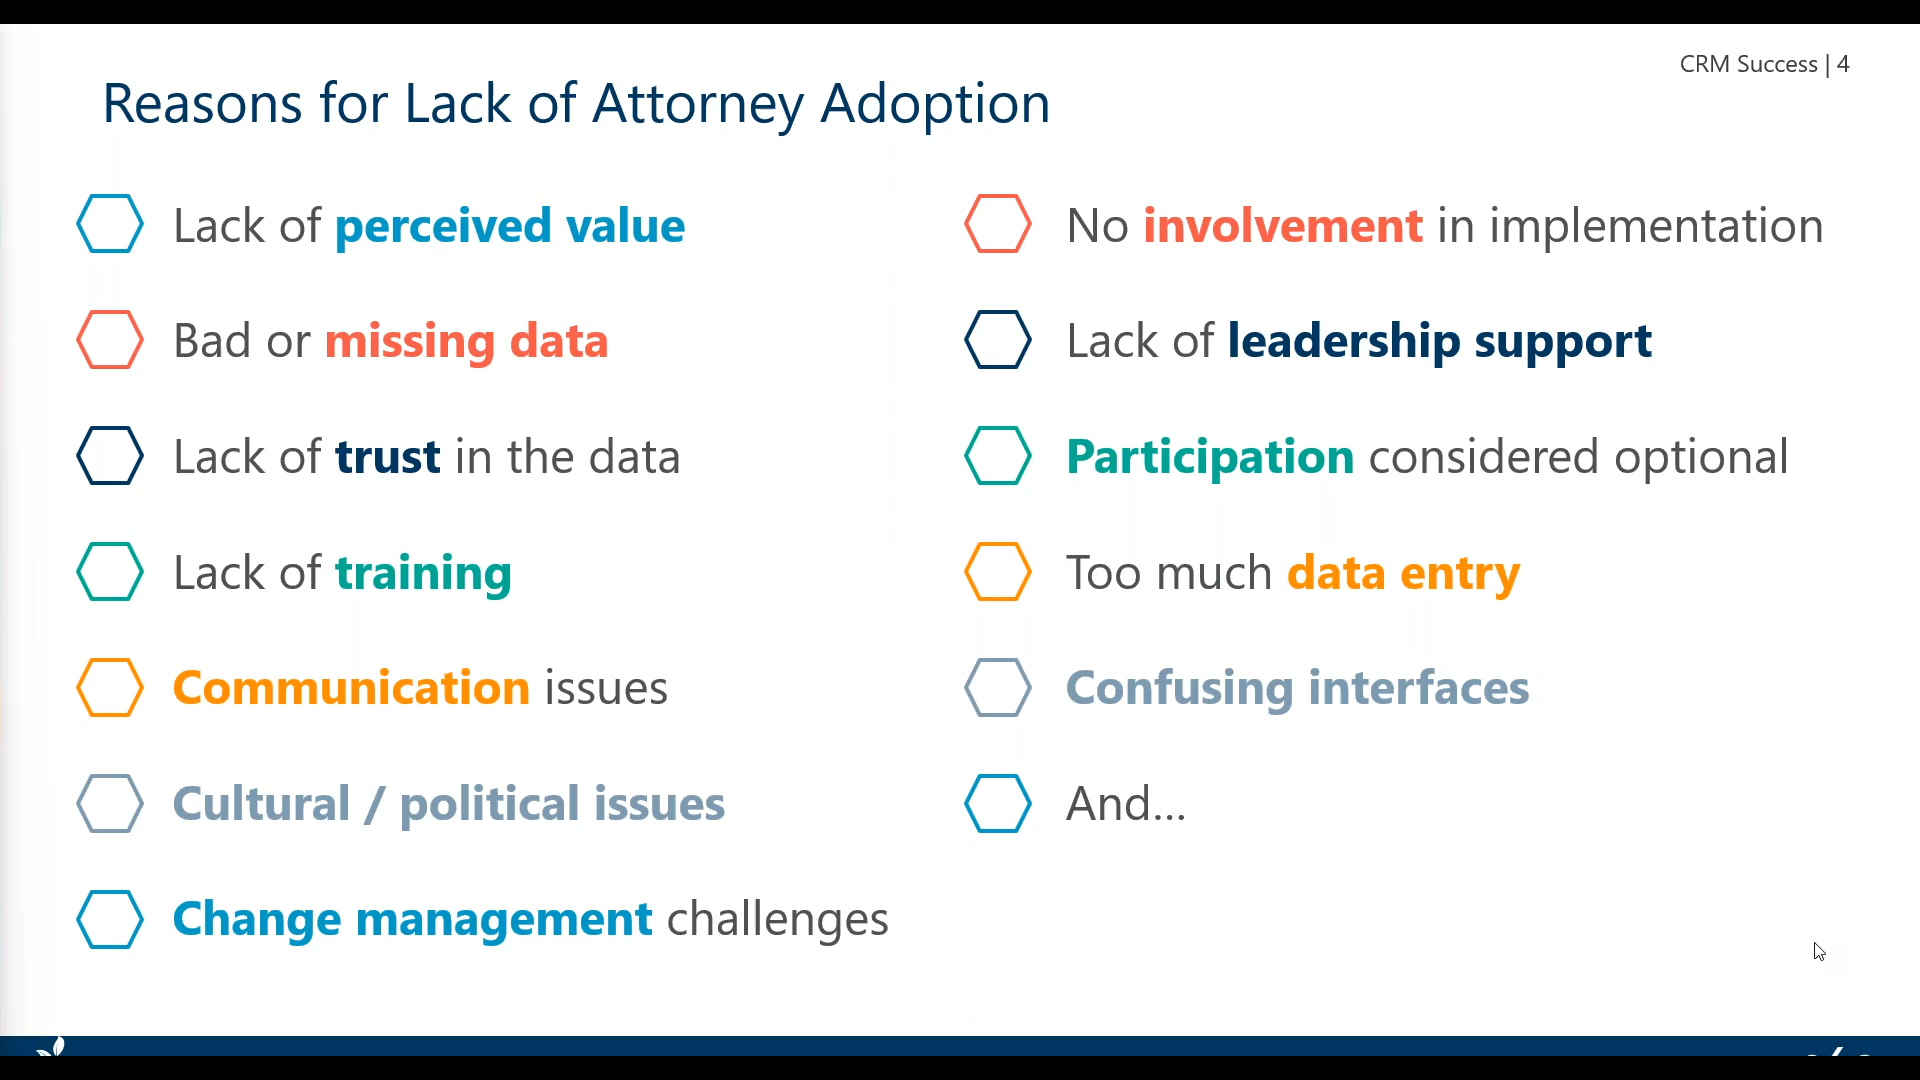 CRM Success | 4
Reasons for Lack of Attorney Adoption
Lack of perceived value
Bad or missing data
Lack of trust in the data
Lack of training
Communication issues
Cultural / political issues
Change management challenges
No involvement in implementation
Lack of leadership support
Participation considered optional
Too much data entry
Confusing interfaces
And...